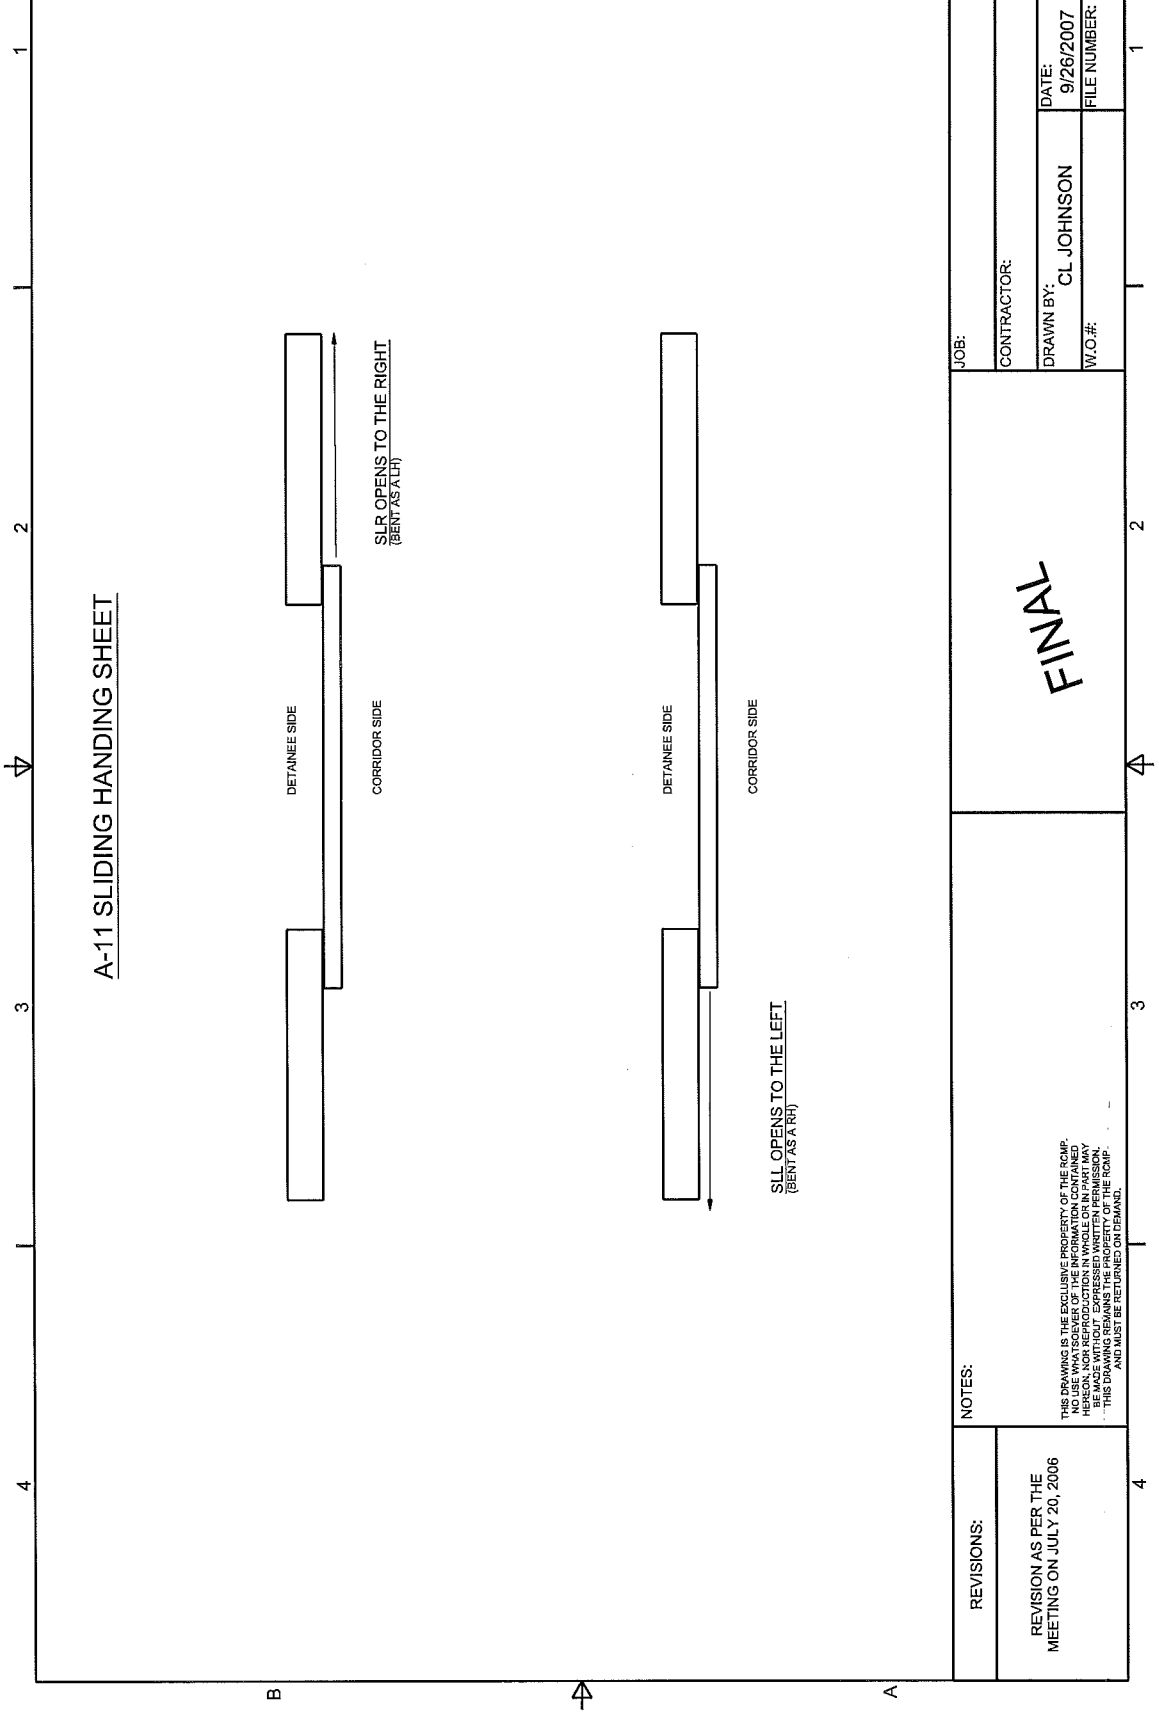 4
3
2
1
A-11 SLIDING HANDING SHEET
B
DETAINEE SIDE
CORRIDOR SIDE
SLR OPENS TO THE RIGHT
(BENT AS A LH)
DETAINEE SIDE
CORRIDOR SIDE
SLL OPENS TO THE LEFT
(BENT AS A RH)
A
REVISIONS:
REVISION AS PER THE
MEETING ON JULY 20, 2006
NOTES:
THIS DRAWING IS THE EXCLUSIVE PROPERTY OF THE RCMP.
NO USE WHATSOEVER OF THE INFORMATION CONTAINED
HEREON, NOR REPRODUCTION IN WHOLE OR IN PART MAY
BE MADE WITHOUT EXPRESSED WRITTEN PERMISSION.
THIS DRAWING REMAINS THE PROPERTY OF THE RCMP
AND MUST BE RETURNED ON DEMAND.
FINAL
JOB:
CONTRACTOR:
DRAWN BY:
CL JOHNSON
DATE:
9/26/2007
W.O.#:
FILE NUMBER:
4
3
2
1